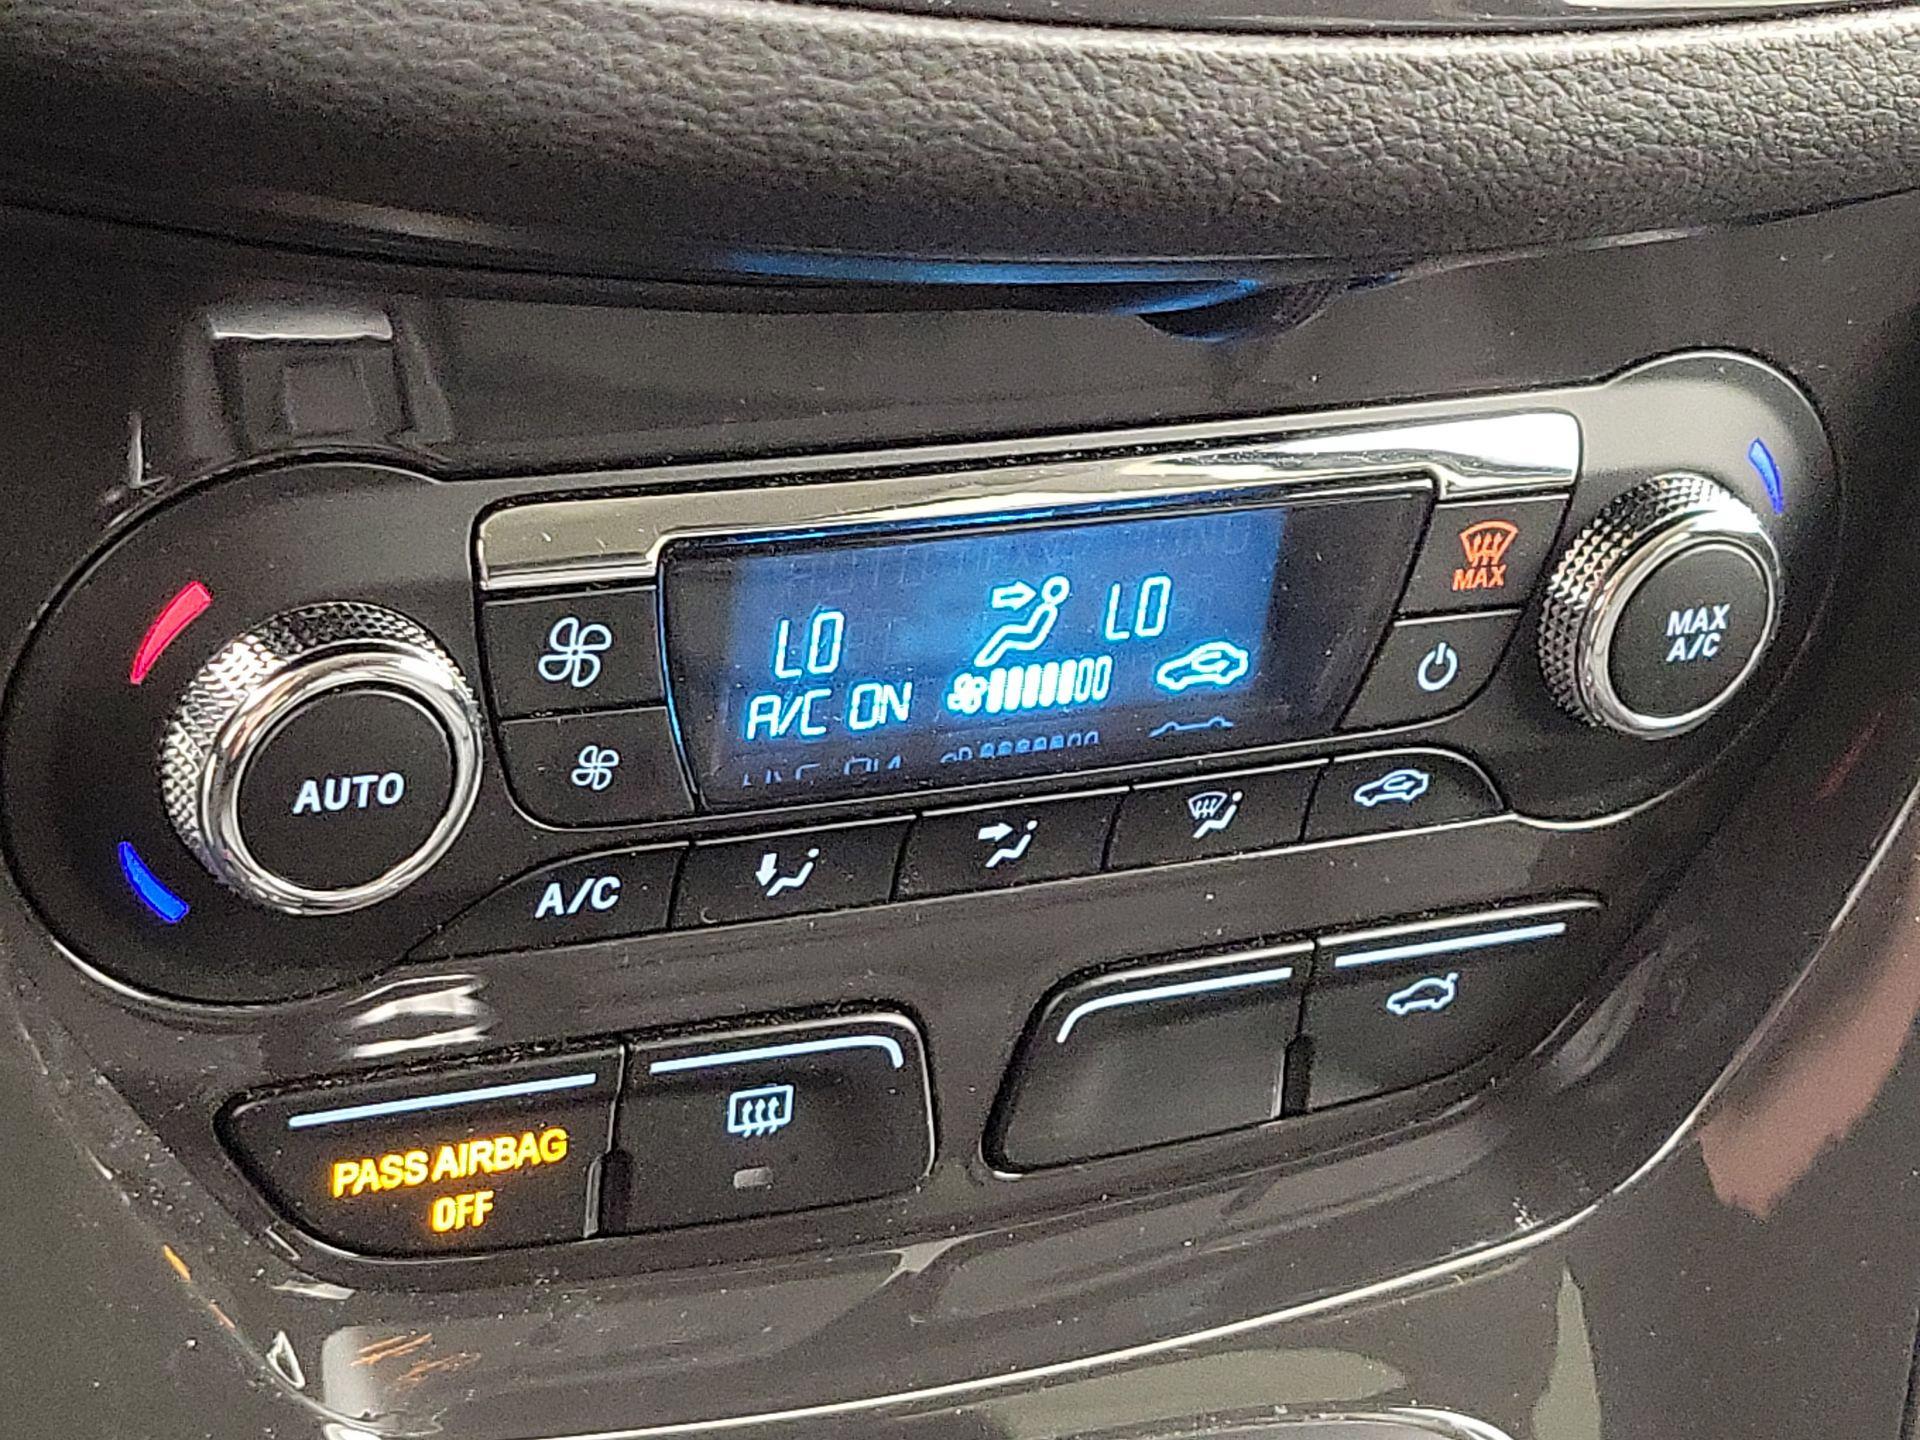 LO LO
A/C ON
MAX
MAX
A/C
AUTO
A/C
PASS AIRBAG
OFF